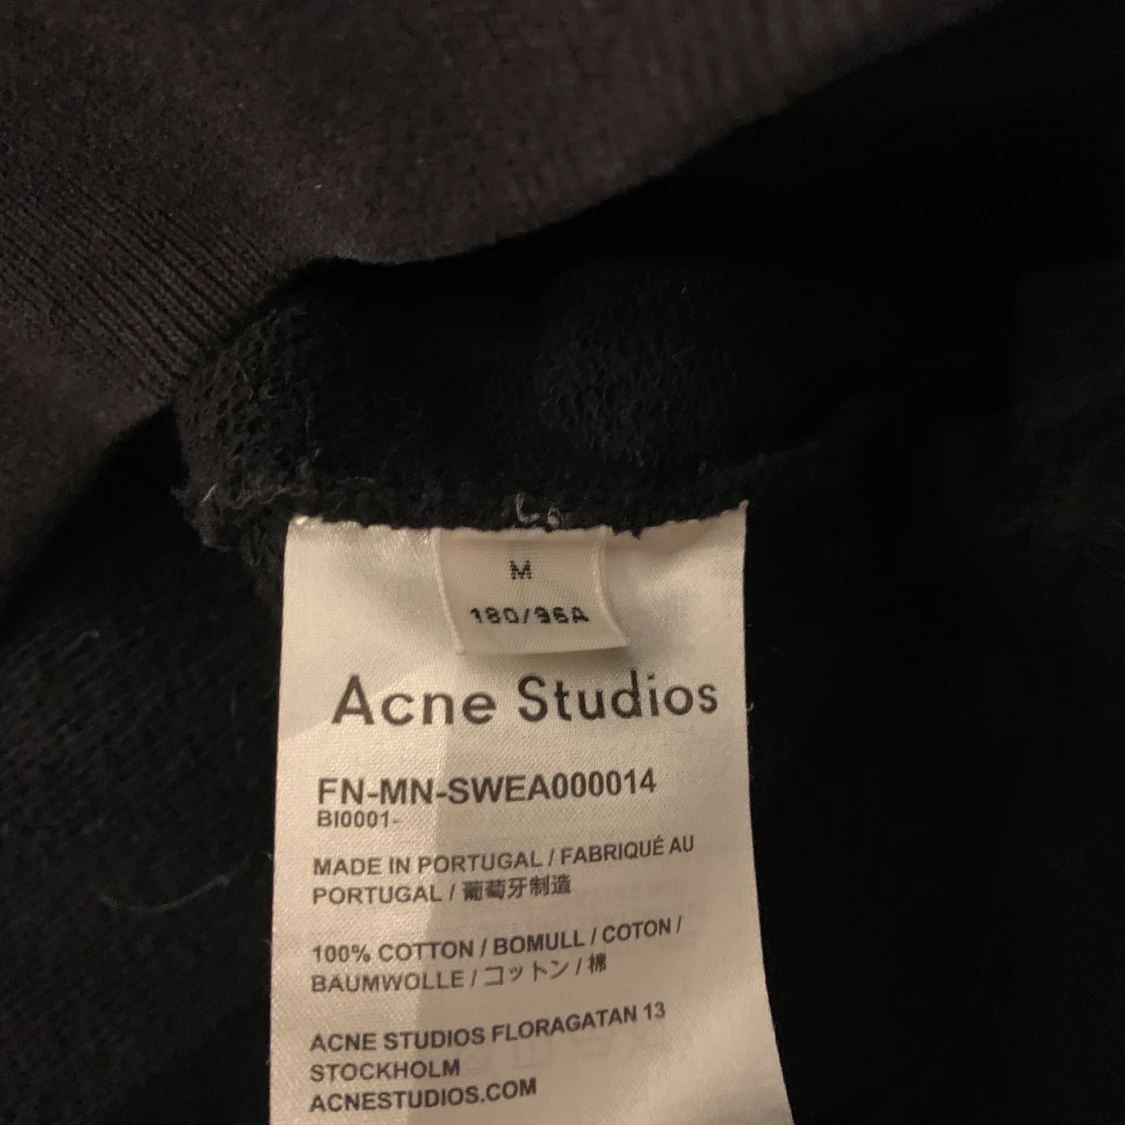 M
180/96A
Acne Studios
FN-MN-SWEA000014
BI0001-
MADE IN PORTUGAL / FABRIQUÉ AU
PORTUGAL / 葡萄牙制造
100% COTTON / BOMULL / COTON /
BAUMWOLLE / コットン / 棉
ACNE STUDIOS FLORAGATAN 13
STOCKHOLM
ACNESTUDIOS.COM